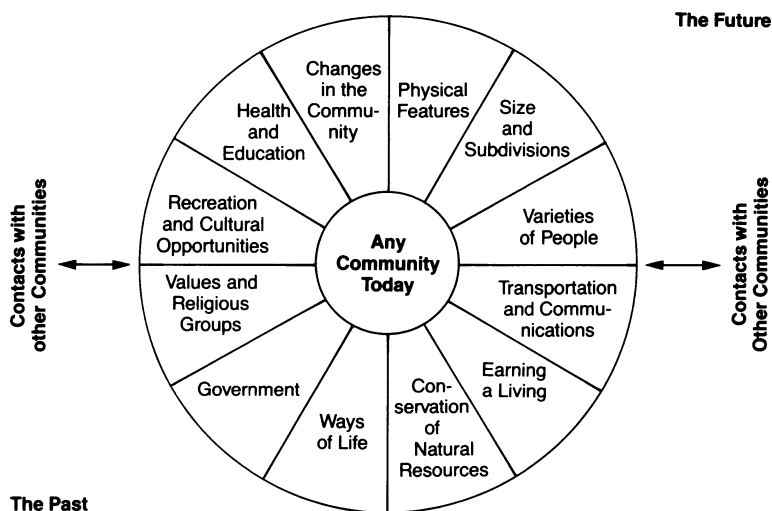 The Future
Changes
in the
Commu-
nity
Physical
Features
Size
and
Subdivisions
Varieties
of People
Transportation
and Commu-
nications
Earning
a Living
Con-
servation
of
Natural
Resources
Ways
of Life
Government
Values and
Religious
Groups
Recreation
and Cultural
Opportunities
Health
and
Education
Any
Community
Today
Contacts with
other Communities
Contacts with
Other Communities
The Past